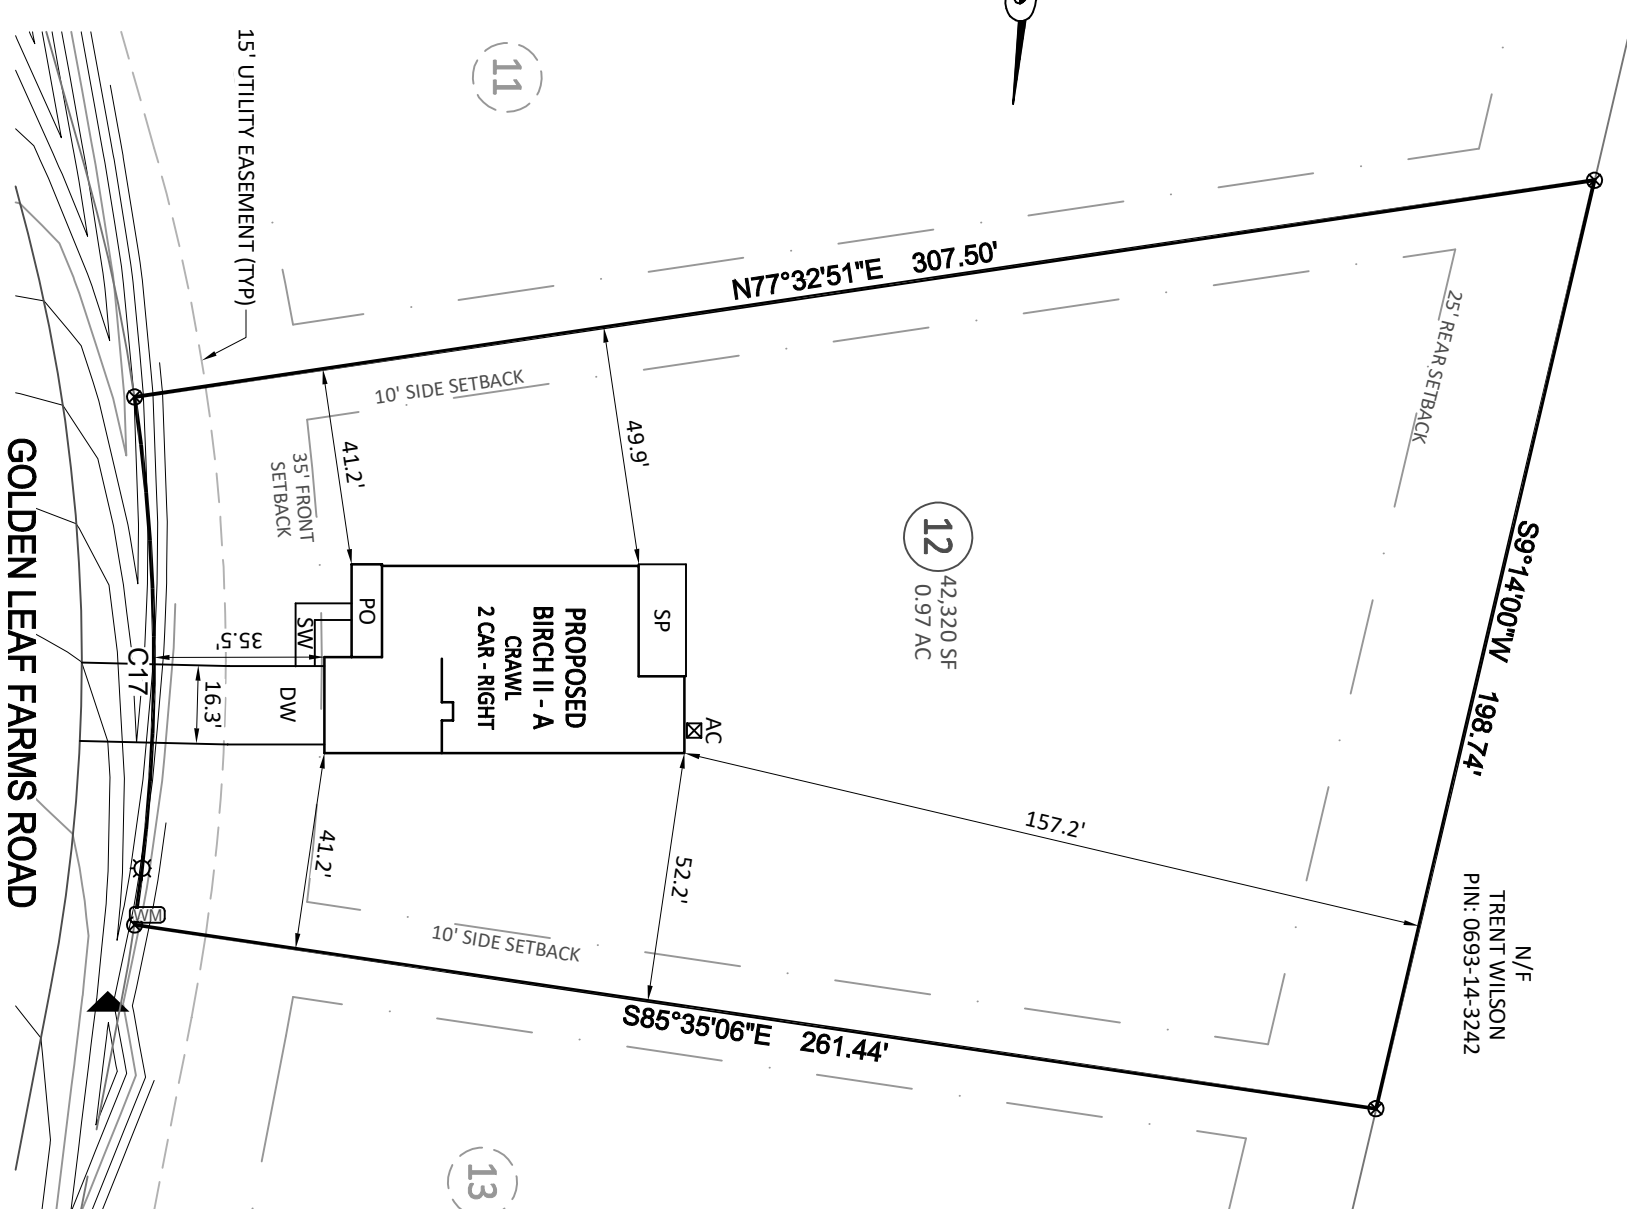 11
15' UTILITY EASEMENT (TYP)
N77°32'51"E 307.50'
25' REAR SETBACK
10' SIDE SETBACK
49.9'
41.2'
35' FRONT
SETBACK
12
42,320 SF
0.97 AC
S9°14'00"W 198.74'
GOLDEN LEAF FARMS ROAD
PO
SW
SP
PROPOSED
BIRCH II - A
CRAWL
2 CAR - RIGHT
35.5'
C17
16.3'
DW
AC
157.2'
41.2'
52.2'
WM
10' SIDE SETBACK
S85°35'06"E 261.44'
N/F
TRENT WILSON
PIN: 0693-14-3242
13